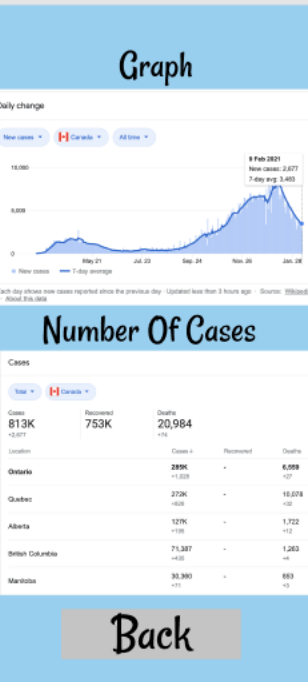 Graph
Daily change
New cases
Canada
All time
9 Feb 2021
New cases: 2,677
7-day avg: 3,463
10,000
5,000
0
May 21 Jul. 23 Sep. 24 Nov. 26 Jan. 28
New cases 7-day average
Each day shows new cases reported since the previous day · Updated less than 3 hours ago · Source:
About this data
Number Of Cases
Cases
Total
Canada
Cases Recovered Deaths
813K 753K 20,984
+2,677 +74
Location Cases ↓ Recovered Deaths
Ontario 285K - 6,559
+1,028 +27
Quebec 272K - 10,078
+826 +32
Alberta 127K - 1,722
+195 +12
British Columbia 71,387 - 1,263
+435 +4
Manitoba 30,360 - 853
+71 +3
Back